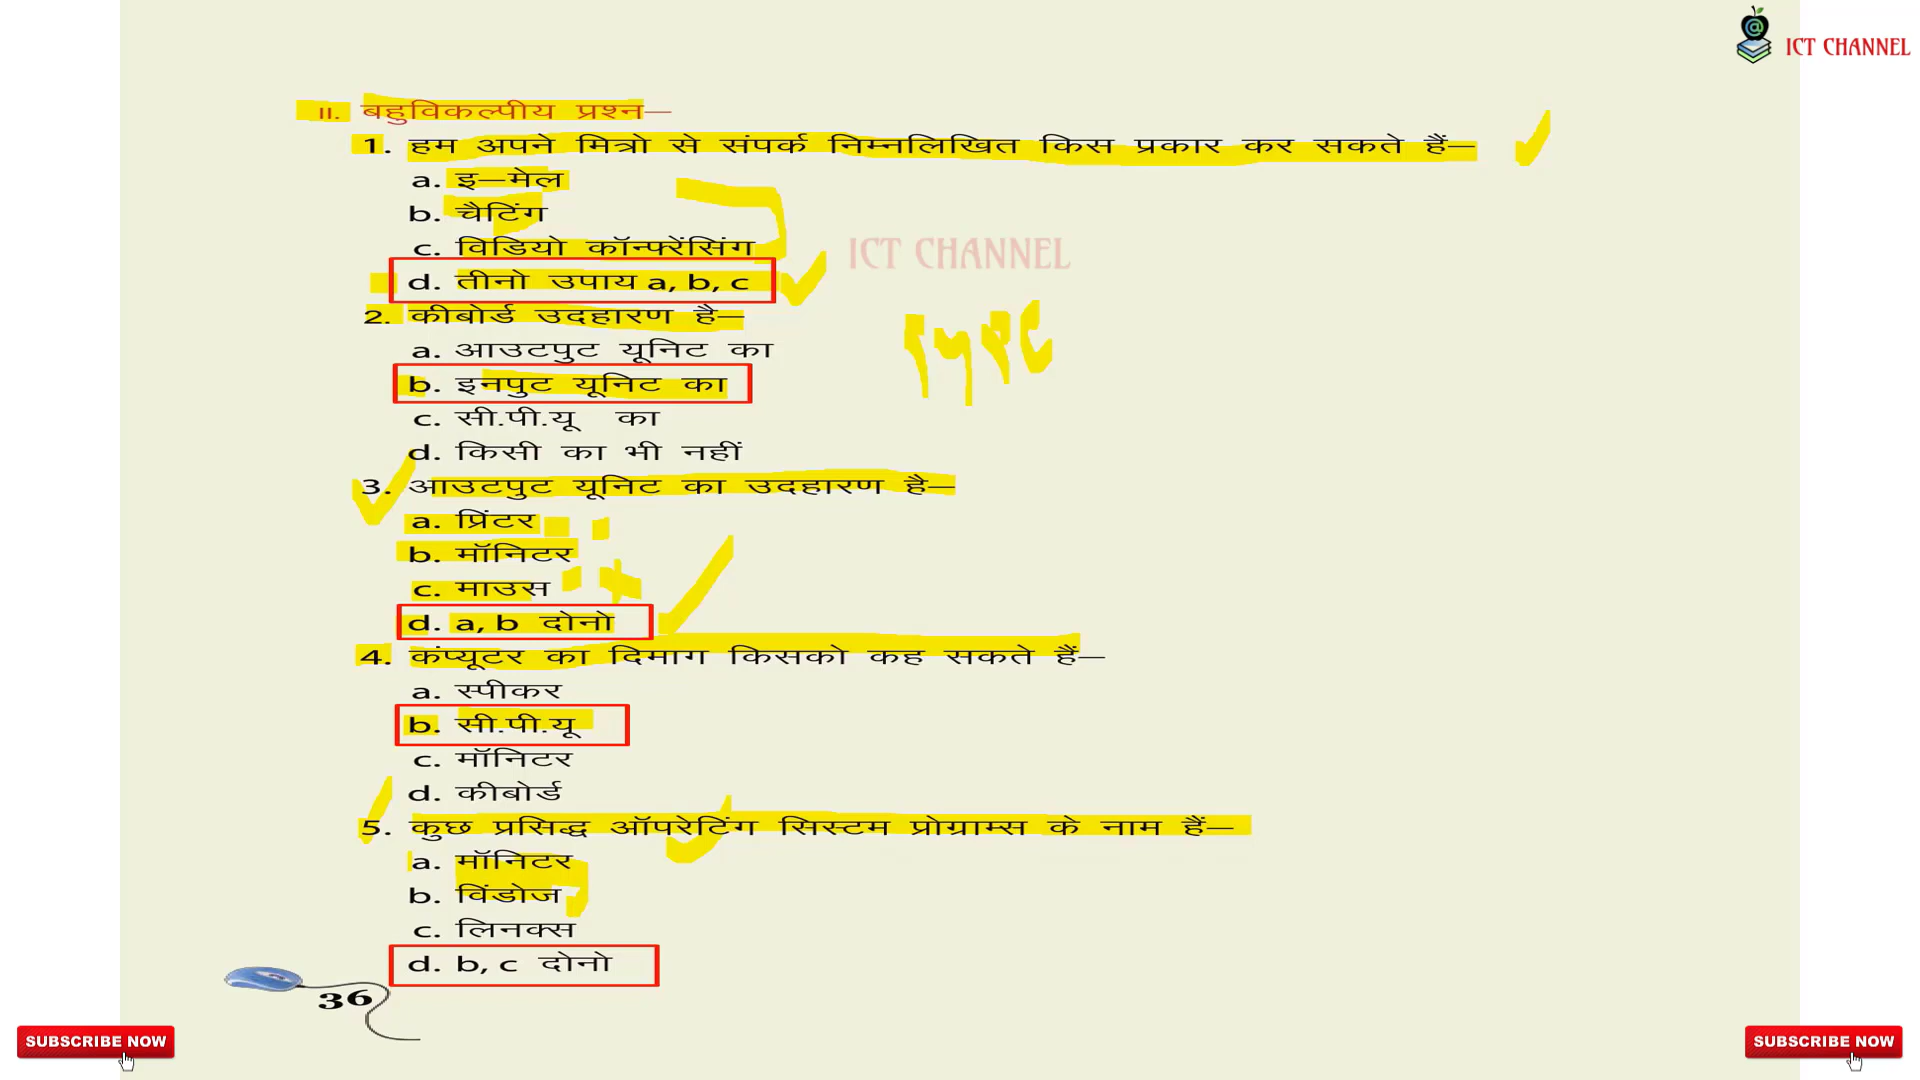 ICT CHANNEL
II. बहुविकल्पीय प्रश्न—
1. हम अपने मित्रो से संपर्क निम्नलिखित किस प्रकार कर सकते हैं—
a. इ—मेल
b. चैटिंग
c. विडियो कॉन्फ्रेंसिंग
ICT CHANNEL
d. तीनो उपाय a, b, c
2. कीबोर्ड उदहारण है—
a. आउटपुट यूनिट का
b. इनपुट यूनिट का
c. सी.पी.यू का
d. किसी का भी नहीं
3. आउटपुट यूनिट का उदहारण है—
a. प्रिंटर
b. मॉनिटर
c. माउस
d. a, b दोनो
4. कंप्यूटर का दिमाग किसको कह सकते हैं—
a. स्पीकर
b. सी.पी.यू
c. मॉनिटर
d. कीबोर्ड
5. कुछ प्रसिद्ध ऑपरेटिंग सिस्टम प्रोग्राम्स के नाम हैं—
a. मॉनिटर
b. विंडोज
c. लिनक्स
d. b, c दोनो
36
SUBSCRIBE NOW
SUBSCRIBE NOW